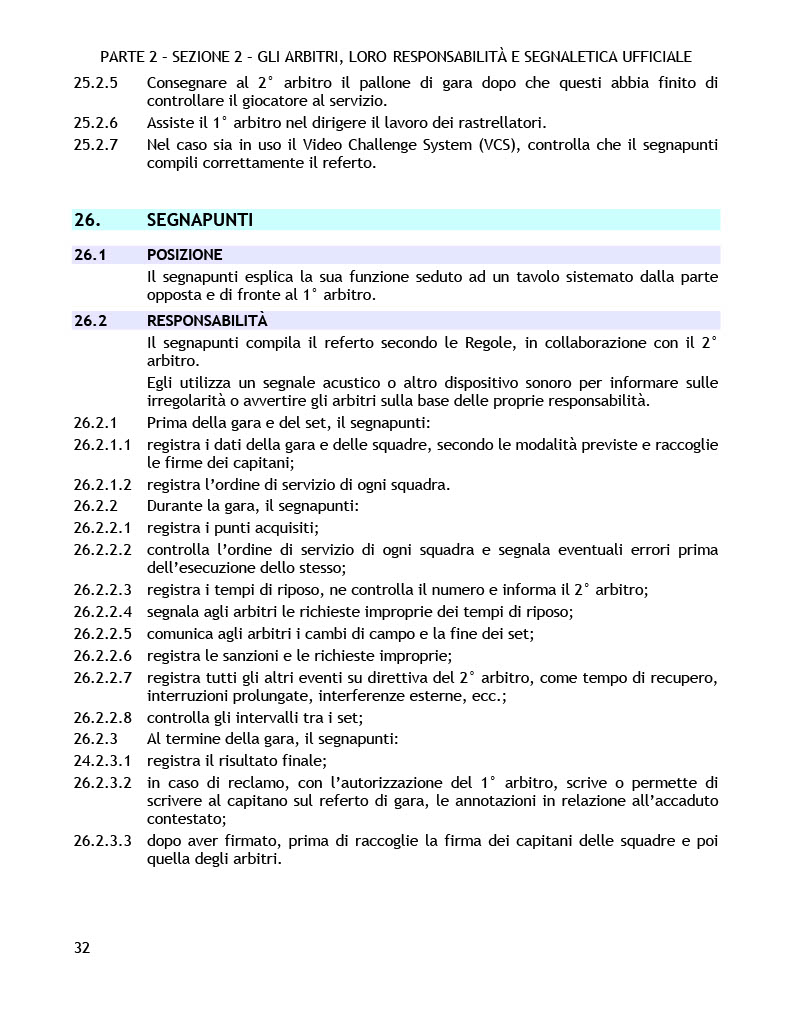 PARTE 2 – SEZIONE 2 – GLI ARBITRI, LORO RESPONSABILITÀ E SEGNALETICA UFFICIALE
25.2.5 Consegnare al 2° arbitro il pallone di gara dopo che questi abbia finito di
controllare il giocatore al servizio.
25.2.6 Assiste il 1° arbitro nel dirigere il lavoro dei rastrellatori.
25.2.7 Nel caso sia in uso il Video Challenge System (VCS), controlla che il segnapunti
compili correttamente il referto.
26. SEGNAPUNTI
26.1 POSIZIONE
Il segnapunti esplica la sua funzione seduto ad un tavolo sistemato dalla parte
opposta e di fronte al 1° arbitro.
26.2 RESPONSABILITÀ
Il segnapunti compila il referto secondo le Regole, in collaborazione con il 2°
arbitro.
Egli utilizza un segnale acustico o altro dispositivo sonoro per informare sulle
irregolarità o avvertire gli arbitri sulla base delle proprie responsabilità.
26.2.1 Prima della gara e del set, il segnapunti:
26.2.1.1 registra i dati della gara e delle squadre, secondo le modalità previste e raccoglie
le firme dei capitani;
26.2.1.2 registra l’ordine di servizio di ogni squadra.
26.2.2 Durante la gara, il segnapunti:
26.2.2.1 registra i punti acquisiti;
26.2.2.2 controlla l’ordine di servizio di ogni squadra e segnala eventuali errori prima
dell’esecuzione dello stesso;
26.2.2.3 registra i tempi di riposo, ne controlla il numero e informa il 2° arbitro;
26.2.2.4 segnala agli arbitri le richieste improprie dei tempi di riposo;
26.2.2.5 comunica agli arbitri i cambi di campo e la fine dei set;
26.2.2.6 registra le sanzioni e le richieste improprie;
26.2.2.7 registra tutti gli altri eventi su direttiva del 2° arbitro, come tempo di recupero,
interruzioni prolungate, interferenze esterne, ecc.;
26.2.2.8 controlla gli intervalli tra i set;
26.2.3 Al termine della gara, il segnapunti:
24.2.3.1 registra il risultato finale;
26.2.3.2 in caso di reclamo, con l’autorizzazione del 1° arbitro, scrive o permette di
scrivere al capitano sul referto di gara, le annotazioni in relazione all’accaduto
contestato;
26.2.3.3 dopo aver firmato, prima di raccoglie la firma dei capitani delle squadre e poi
quella degli arbitri.
32